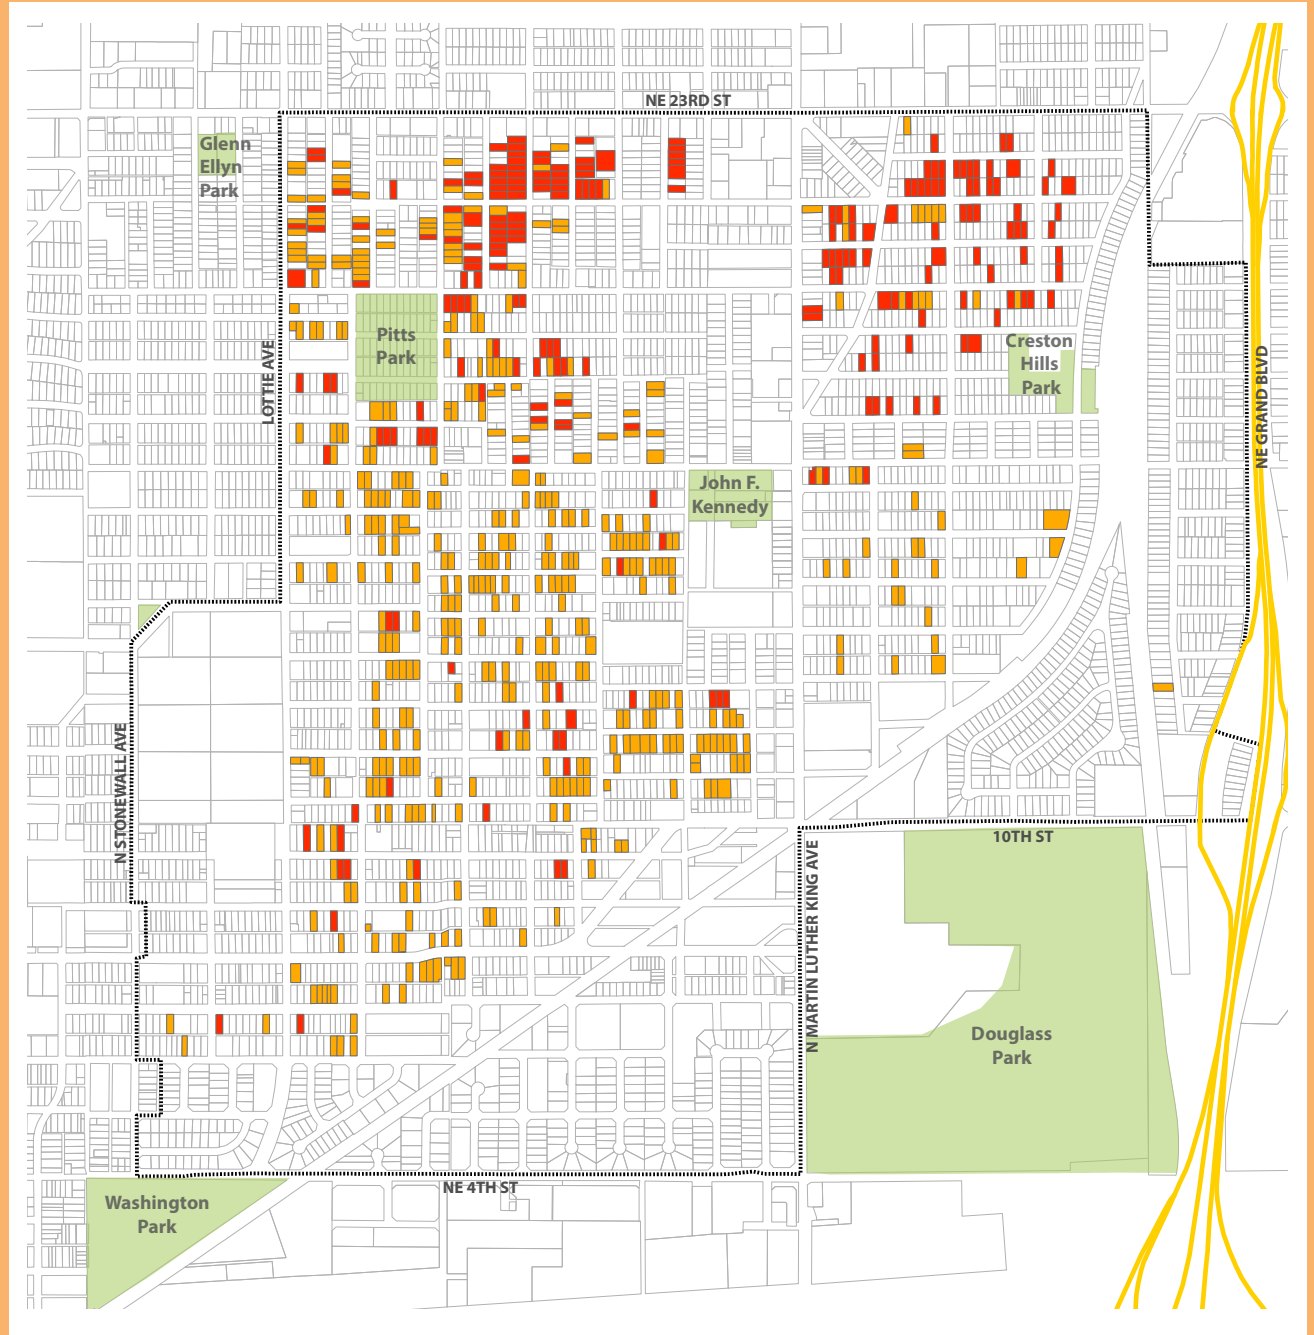 NE 23RD ST
Glenn
Ellyn
Park
Pitts
Park
LOTTIE AVE
Creston
Hills
Park
NE GRAND BLVD
John F.
Kennedy
N STONEWALL AVE
10TH ST
N MARTIN LUTHER KING AVE
Douglass
Park
NE 4TH ST
Washington
Park